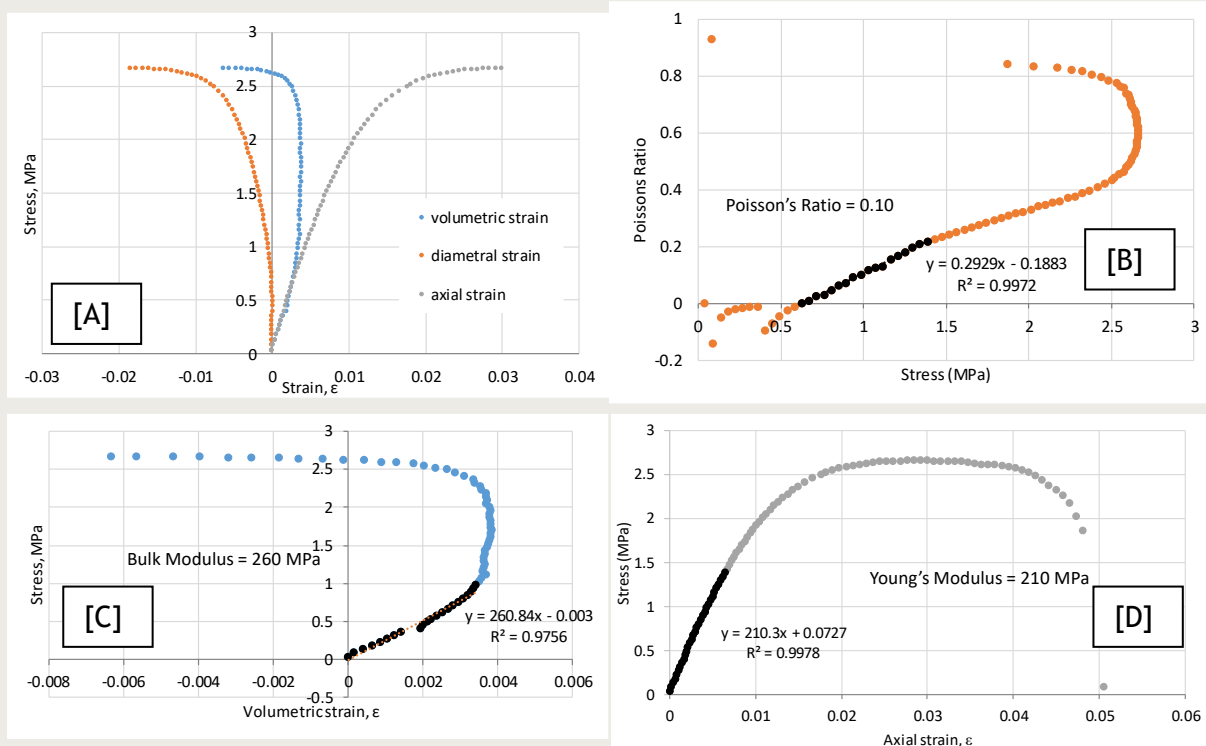 3
2.5
2
1.5
1
0.5
0
-0.03
-0.02
-0.01
0
0.01
0.02
0.03
0.04
Stress, MPa
Strain, ε
volumetric strain
diametral strain
axial strain
[A]
1
0.8
0.6
0.4
0.2
0
-0.2
0
0.5
1
1.5
2
2.5
3
Poissons Ratio
Stress (MPa)
Poisson’s Ratio = 0.10
y = 0.2929x - 0.1883
R² = 0.9972
[B]
3
2.5
2
1.5
1
0.5
0
-0.5
-0.008
-0.006
-0.004
-0.002
0
0.002
0.004
0.006
Stress, MPa
Volumetric strain, ε
Bulk Modulus = 260 MPa
y = 260.84x - 0.003
R² = 0.9756
[C]
3
2.5
2
1.5
1
0.5
0
0
0.01
0.02
0.03
0.04
0.05
0.06
Stress (MPa)
Axial strain, ε
Young’s Modulus = 210 MPa
y = 210.3x + 0.0727
R² = 0.9978
[D]